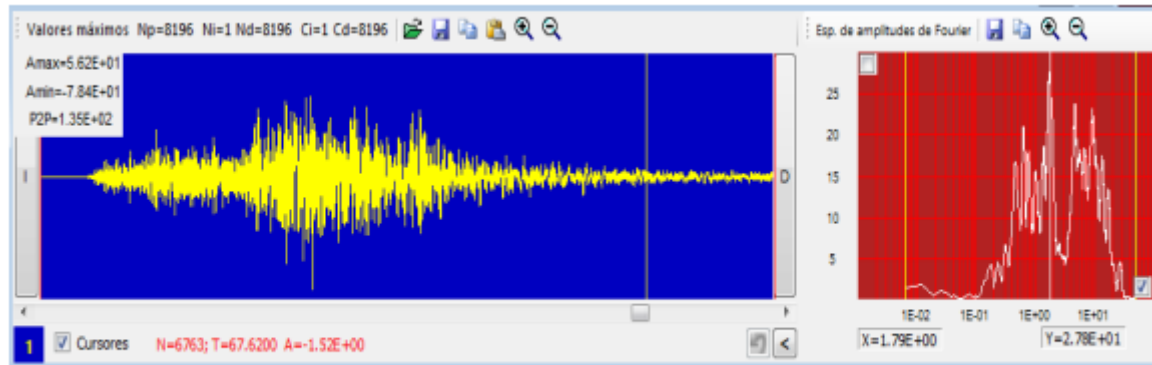 Valores máximos Np=8196 Ni=1 Nd=8196 Ci=1 Cd=8196
Amax=5.62E+01
Amin=-7.84E+01
P2P=1.35E+02
I
D
1 Cursores N=6763; T=67.6200 A=-1.52E+00
<
Esp. de amplitudes de Fourier
25
20
15
10
5
1E-02 1E-01 1E+00 1E+01
X=1.79E+00 Y=2.78E+01